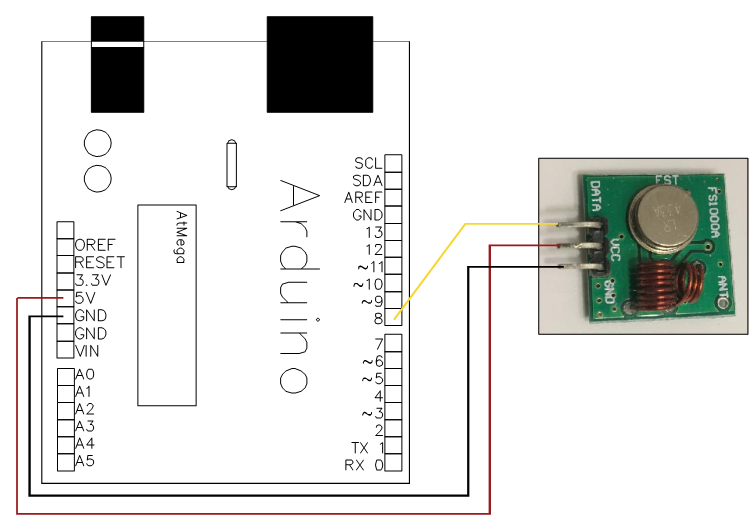 SCL
SDA
AREF
GND
13
12
~11
~10
~9
8
7
~6
~5
4
~3
2
TX 1
RX 0
OREF
RESET
3.3V
5V
GND
GND
VIN
A0
A1
A2
A3
A4
A5
AtMega
Arduino
DATA
VCC
GND
FST
FS1000A
ANT